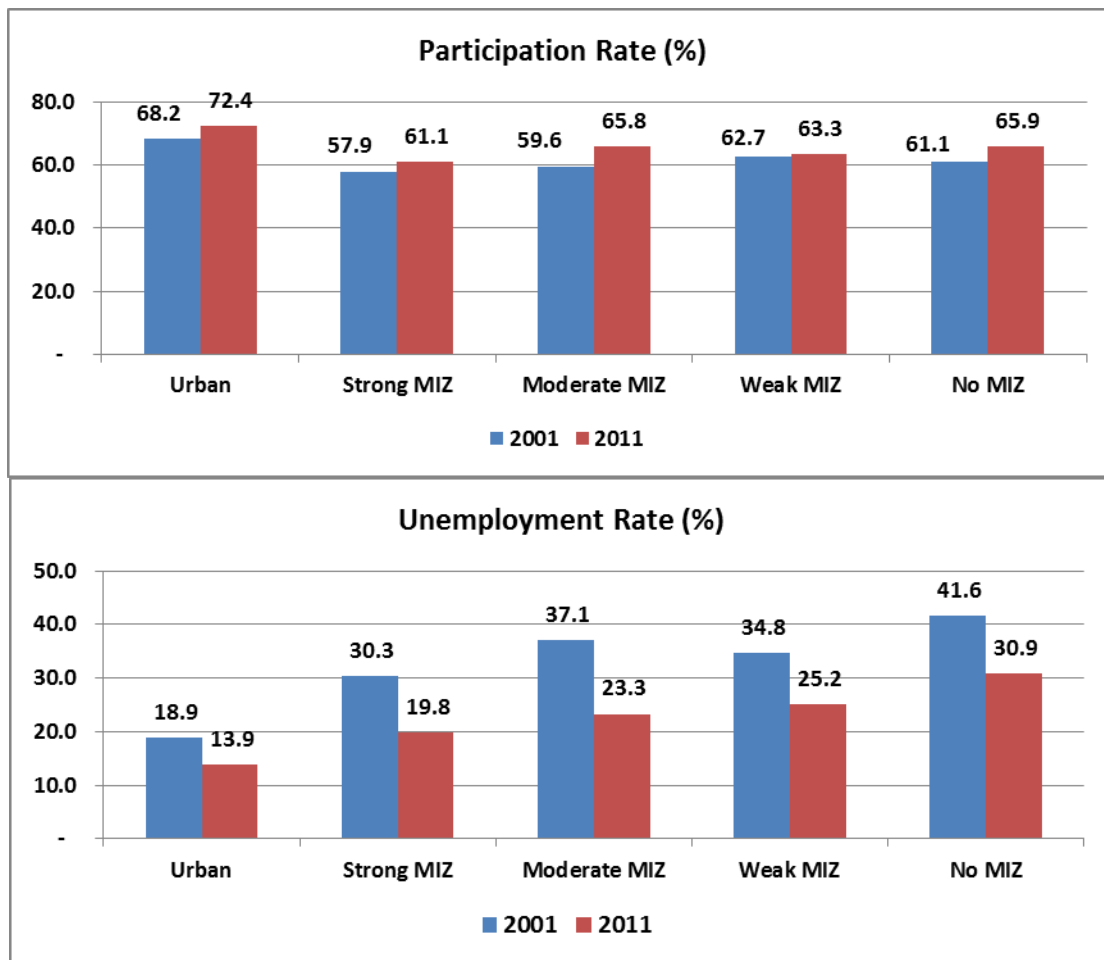 Participation Rate (%)
80.0
60.0
40.0
20.0
-
68.2 72.4 57.9 61.1 59.6 65.8 62.7 63.3 61.1 65.9
Urban Strong MIZ Moderate MIZ Weak MIZ No MIZ
2001 2011
Unemployment Rate (%)
50.0
40.0
30.0
20.0
10.0
-
18.9 13.9 30.3 19.8 37.1 23.3 34.8 25.2 41.6 30.9
Urban Strong MIZ Moderate MIZ Weak MIZ No MIZ
2001 2011